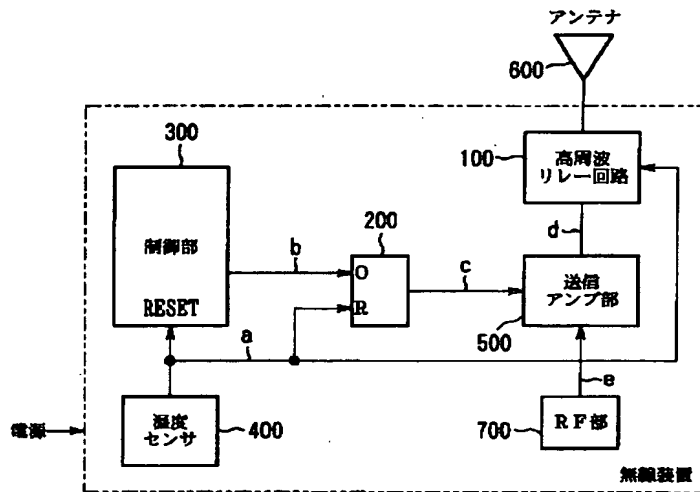 アンテナ
600
300
100
高周波
リレー回路
200
制御部
b
O
c
d
送信
アンプ部
RESET
R
500
a
e
電源
湿度
センサ
400
700
RF部
無線装置